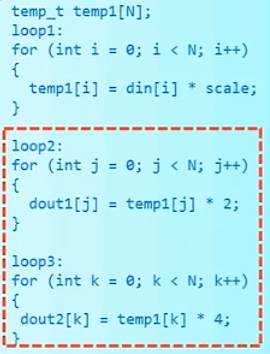 temp_t temp1[N];
loop1:
for (int i = 0; i < N; i++)
{
temp1[i] = din[i] * scale;
}
loop2:
for (int j = 0; j < N; j++)
{
dout1[j] = temp1[j] * 2;
}
loop3:
for (int k = 0; k < N; k++)
{
dout2[k] = temp1[k] * 4;
}